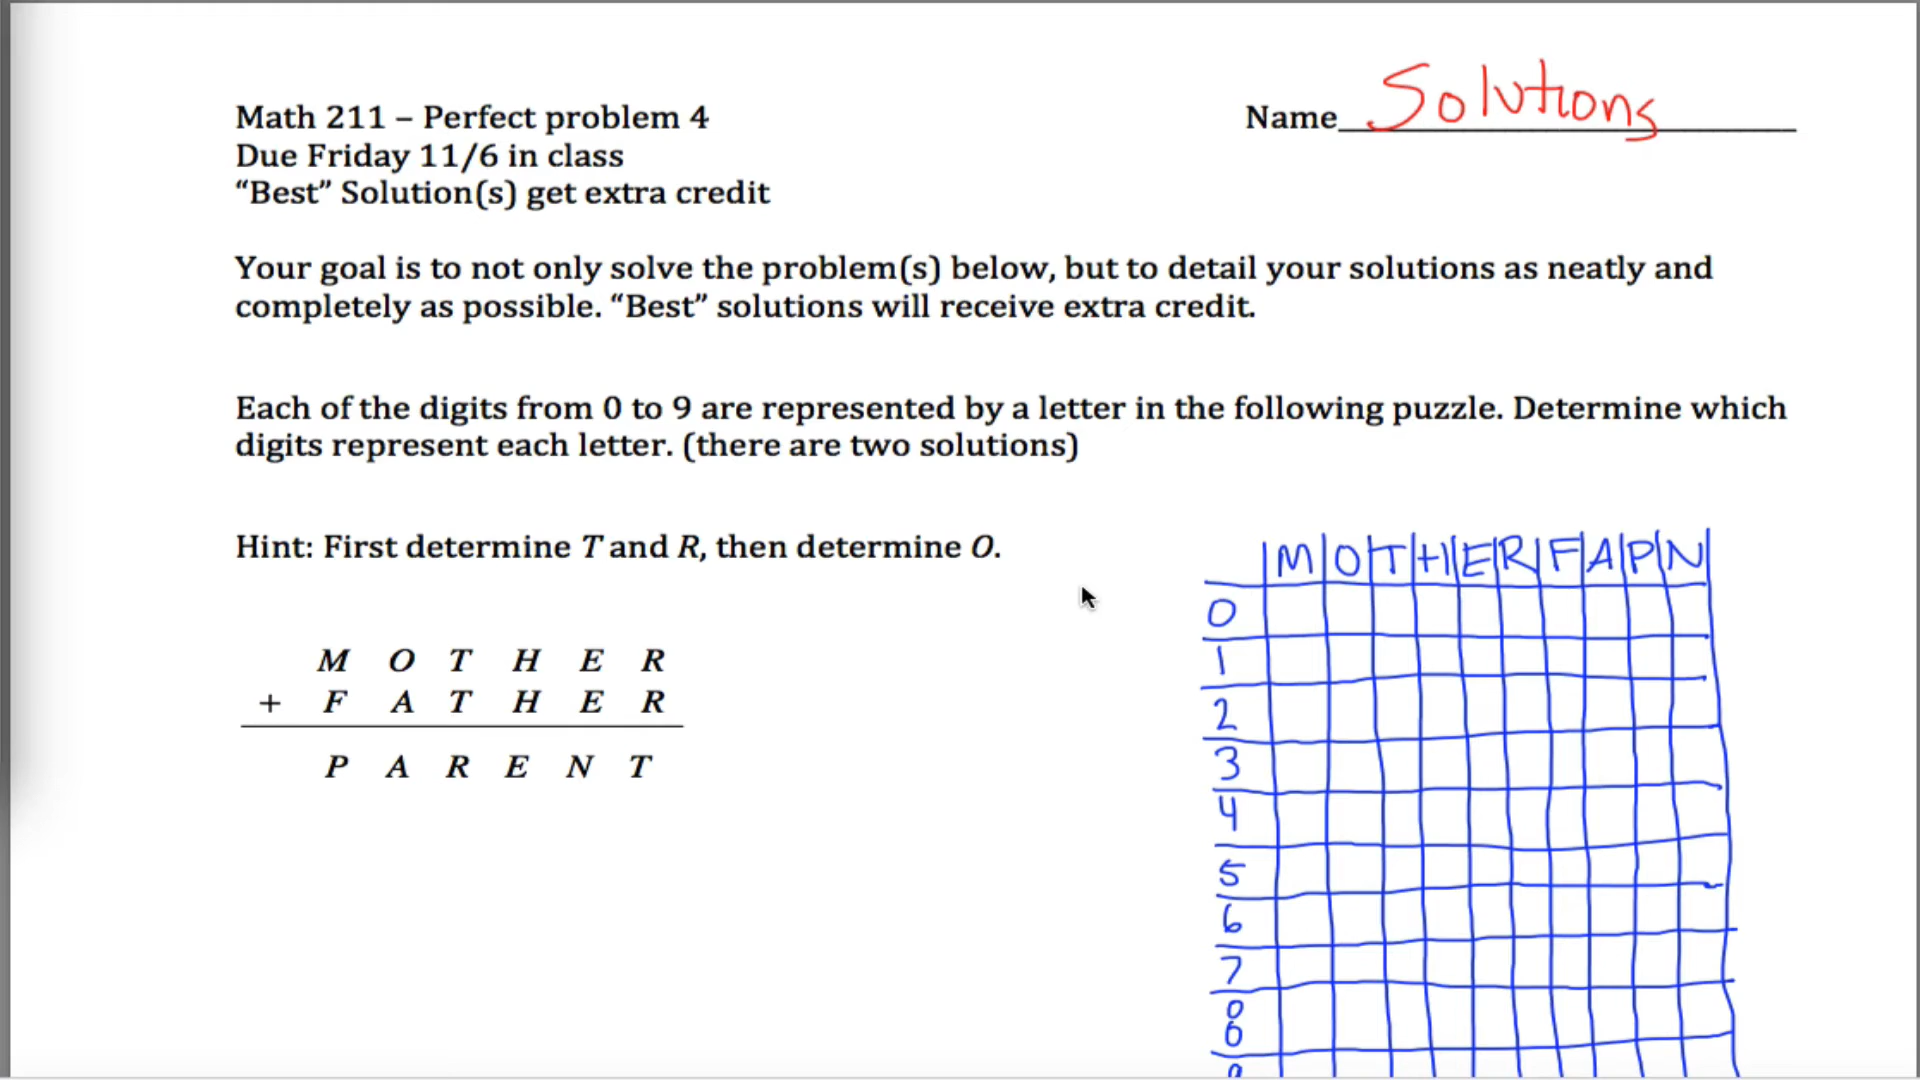 Math 211 – Perfect problem 4
Name Solutions
Due Friday 11/6 in class
“Best” Solution(s) get extra credit
Your goal is to not only solve the problem(s) below, but to detail your solutions as neatly and
completely as possible. “Best” solutions will receive extra credit.
Each of the digits from 0 to 9 are represented by a letter in the following puzzle. Determine which
digits represent each letter. (there are two solutions)
Hint: First determine T and R, then determine O.
M O T H E R
+ F A T H E R
P A R E N T
M O T H E R F A P N
0
1
2
3
4
5
6
7
8